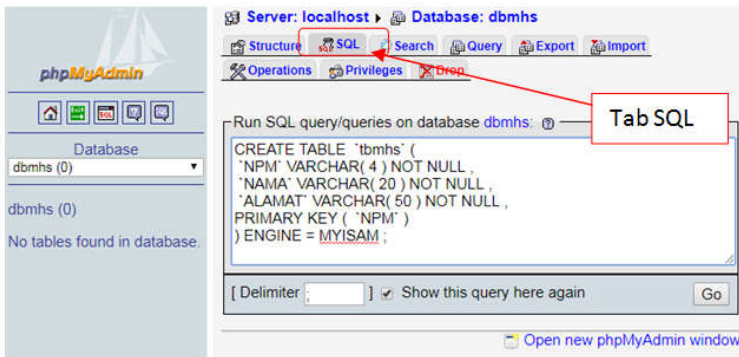 phpMyAdmin
Database
dbmhs (0)
dbmhs (0)
No tables found in database.
Server: localhost Database: dbmhs
Structure SQL Search Query Export Import
Operations Privileges Drop
Tab SQL
Run SQL query/queries on database dbmhs:
CREATE TABLE `tbmhs` (
`NPM` VARCHAR( 4 ) NOT NULL ,
`NAMA` VARCHAR( 20 ) NOT NULL ,
`ALAMAT` VARCHAR( 50 ) NOT NULL ,
PRIMARY KEY ( `NPM` )
) ENGINE = MYISAM ;
[ Delimiter ; ] Show this query here again Go
Open new phpMyAdmin window